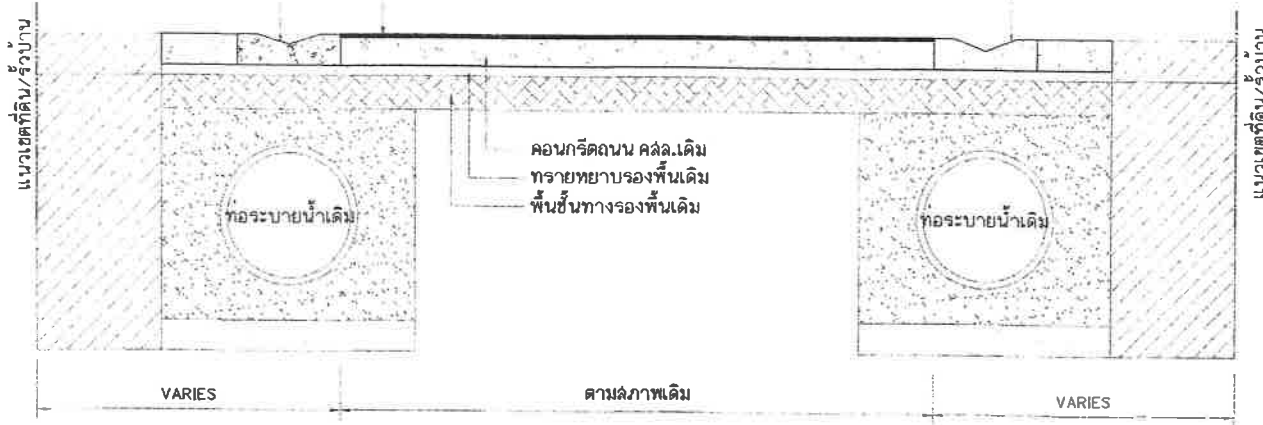 แนวเขตที่ดิน/รั้วบ้าน
แนวเขตที่ดิน/รั้วบ้าน
คอนกรีตถนน คสล.เดิม
ทรายหยาบรองพื้นเดิม
พื้นชั้นทางรองพื้นเดิม
ท่อระบายน้ำเดิม
ท่อระบายน้ำเดิม
VARIES
ตามสภาพเดิม
VARIES